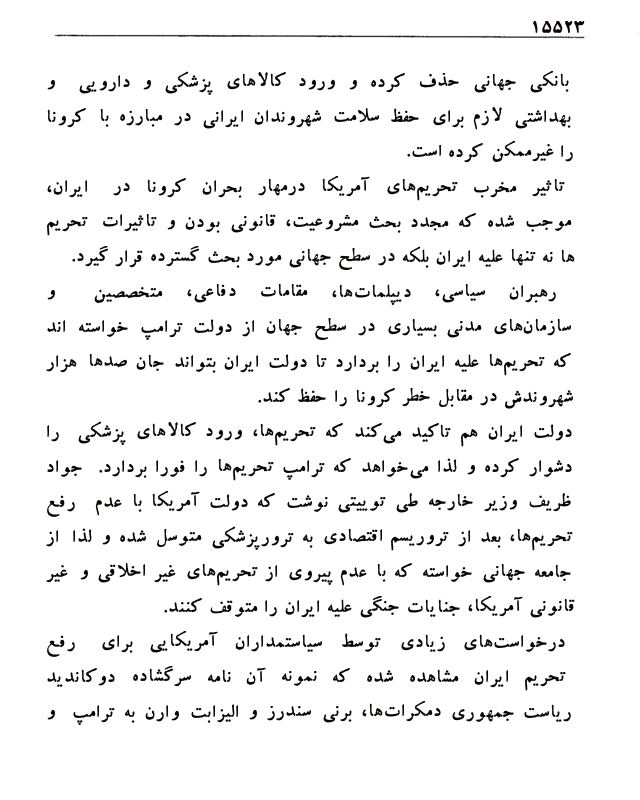 ۱۵۵۲۳
بانکی جهانی حذف کرده و ورود کالاهای پزشکی و دارویی و
بهداشتی لازم برای حفظ سلامت شهروندان ایرانی در مبارزه با کرونا
را غیرممکن کرده است.
تاثیر مخرب تحریم‌های آمریکا درمهار بحران کرونا در ایران،
موجب شده که مجدد بحث مشروعیت، قانونی بودن و تاثیرات تحریم
ها نه تنها علیه ایران بلکه در سطح جهانی مورد بحث گسترده قرار گیرد.
رهبران سیاسی، دیپلمات‌ها، مقامات دفاعی، متخصصین و
سازمان‌های مدنی بسیاری در سطح جهان از دولت ترامپ خواسته اند
که تحریم‌ها علیه ایران را بردارد تا دولت ایران بتواند جان صدها هزار
شهروندش در مقابل خطر کرونا را حفظ کند.
دولت ایران هم تاکید می‌کند که تحریم‌ها، ورود کالاهای پزشکی را
دشوار کرده و لذا می‌خواهد که ترامپ تحریم‌ها را فورا بردارد. جواد
ظریف وزیر خارجه طی توییتی نوشت که دولت آمریکا با عدم رفع
تحریم‌ها، بعد از تروریسم اقتصادی به ترورپزشکی متوسل شده و لذا از
جامعه جهانی خواسته که با عدم پیروی از تحریم‌های غیر اخلاقی و غیر
قانونی آمریکا، جنایات جنگی علیه ایران را متوقف کنند.
درخواست‌های زیادی توسط سیاستمداران آمریکایی برای رفع
تحریم ایران مشاهده شده که نمونه آن نامه سرگشاده دوکاندید
ریاست جمهوری دمکرات‌ها، برنی سندرز و الیزابت وارن به ترامپ و